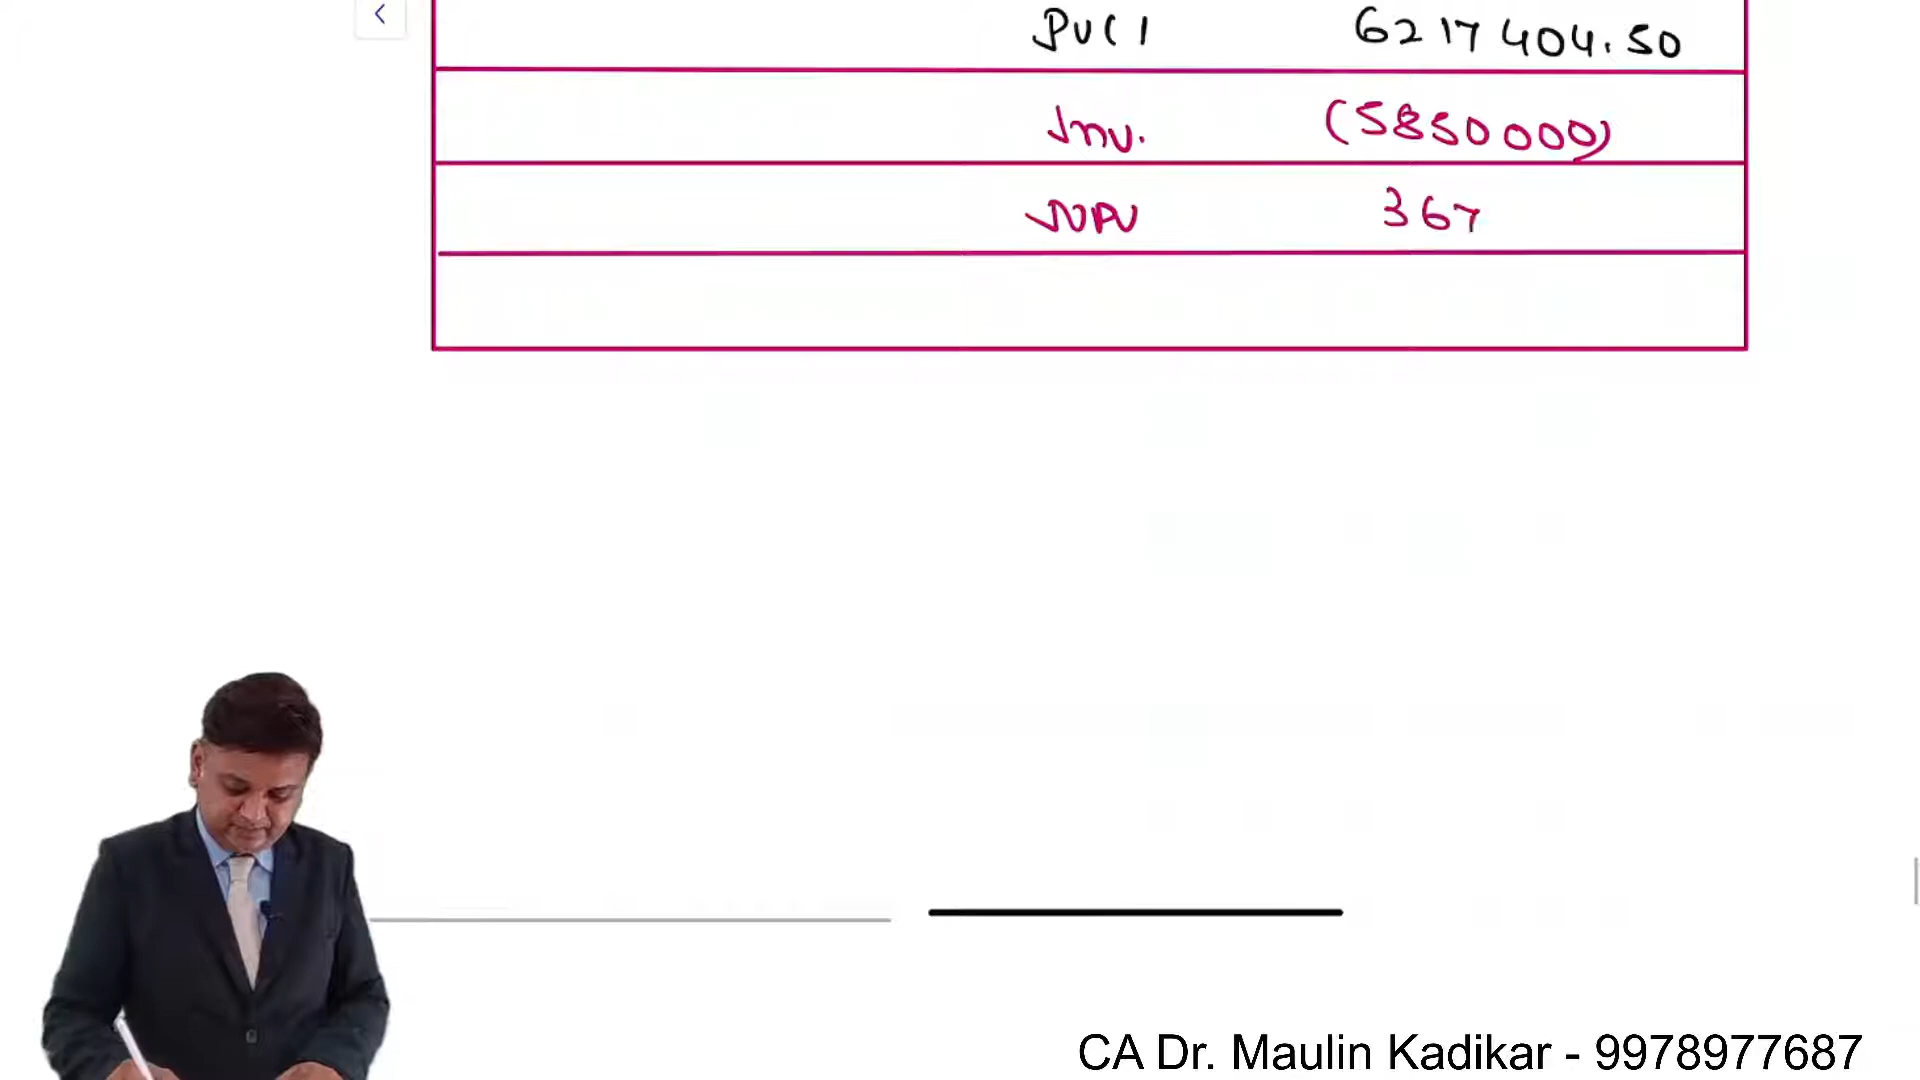 PVCI 6217404.50
Inv. (5850000)
NPV 367
CA Dr. Maulin Kadikar - 9978977687